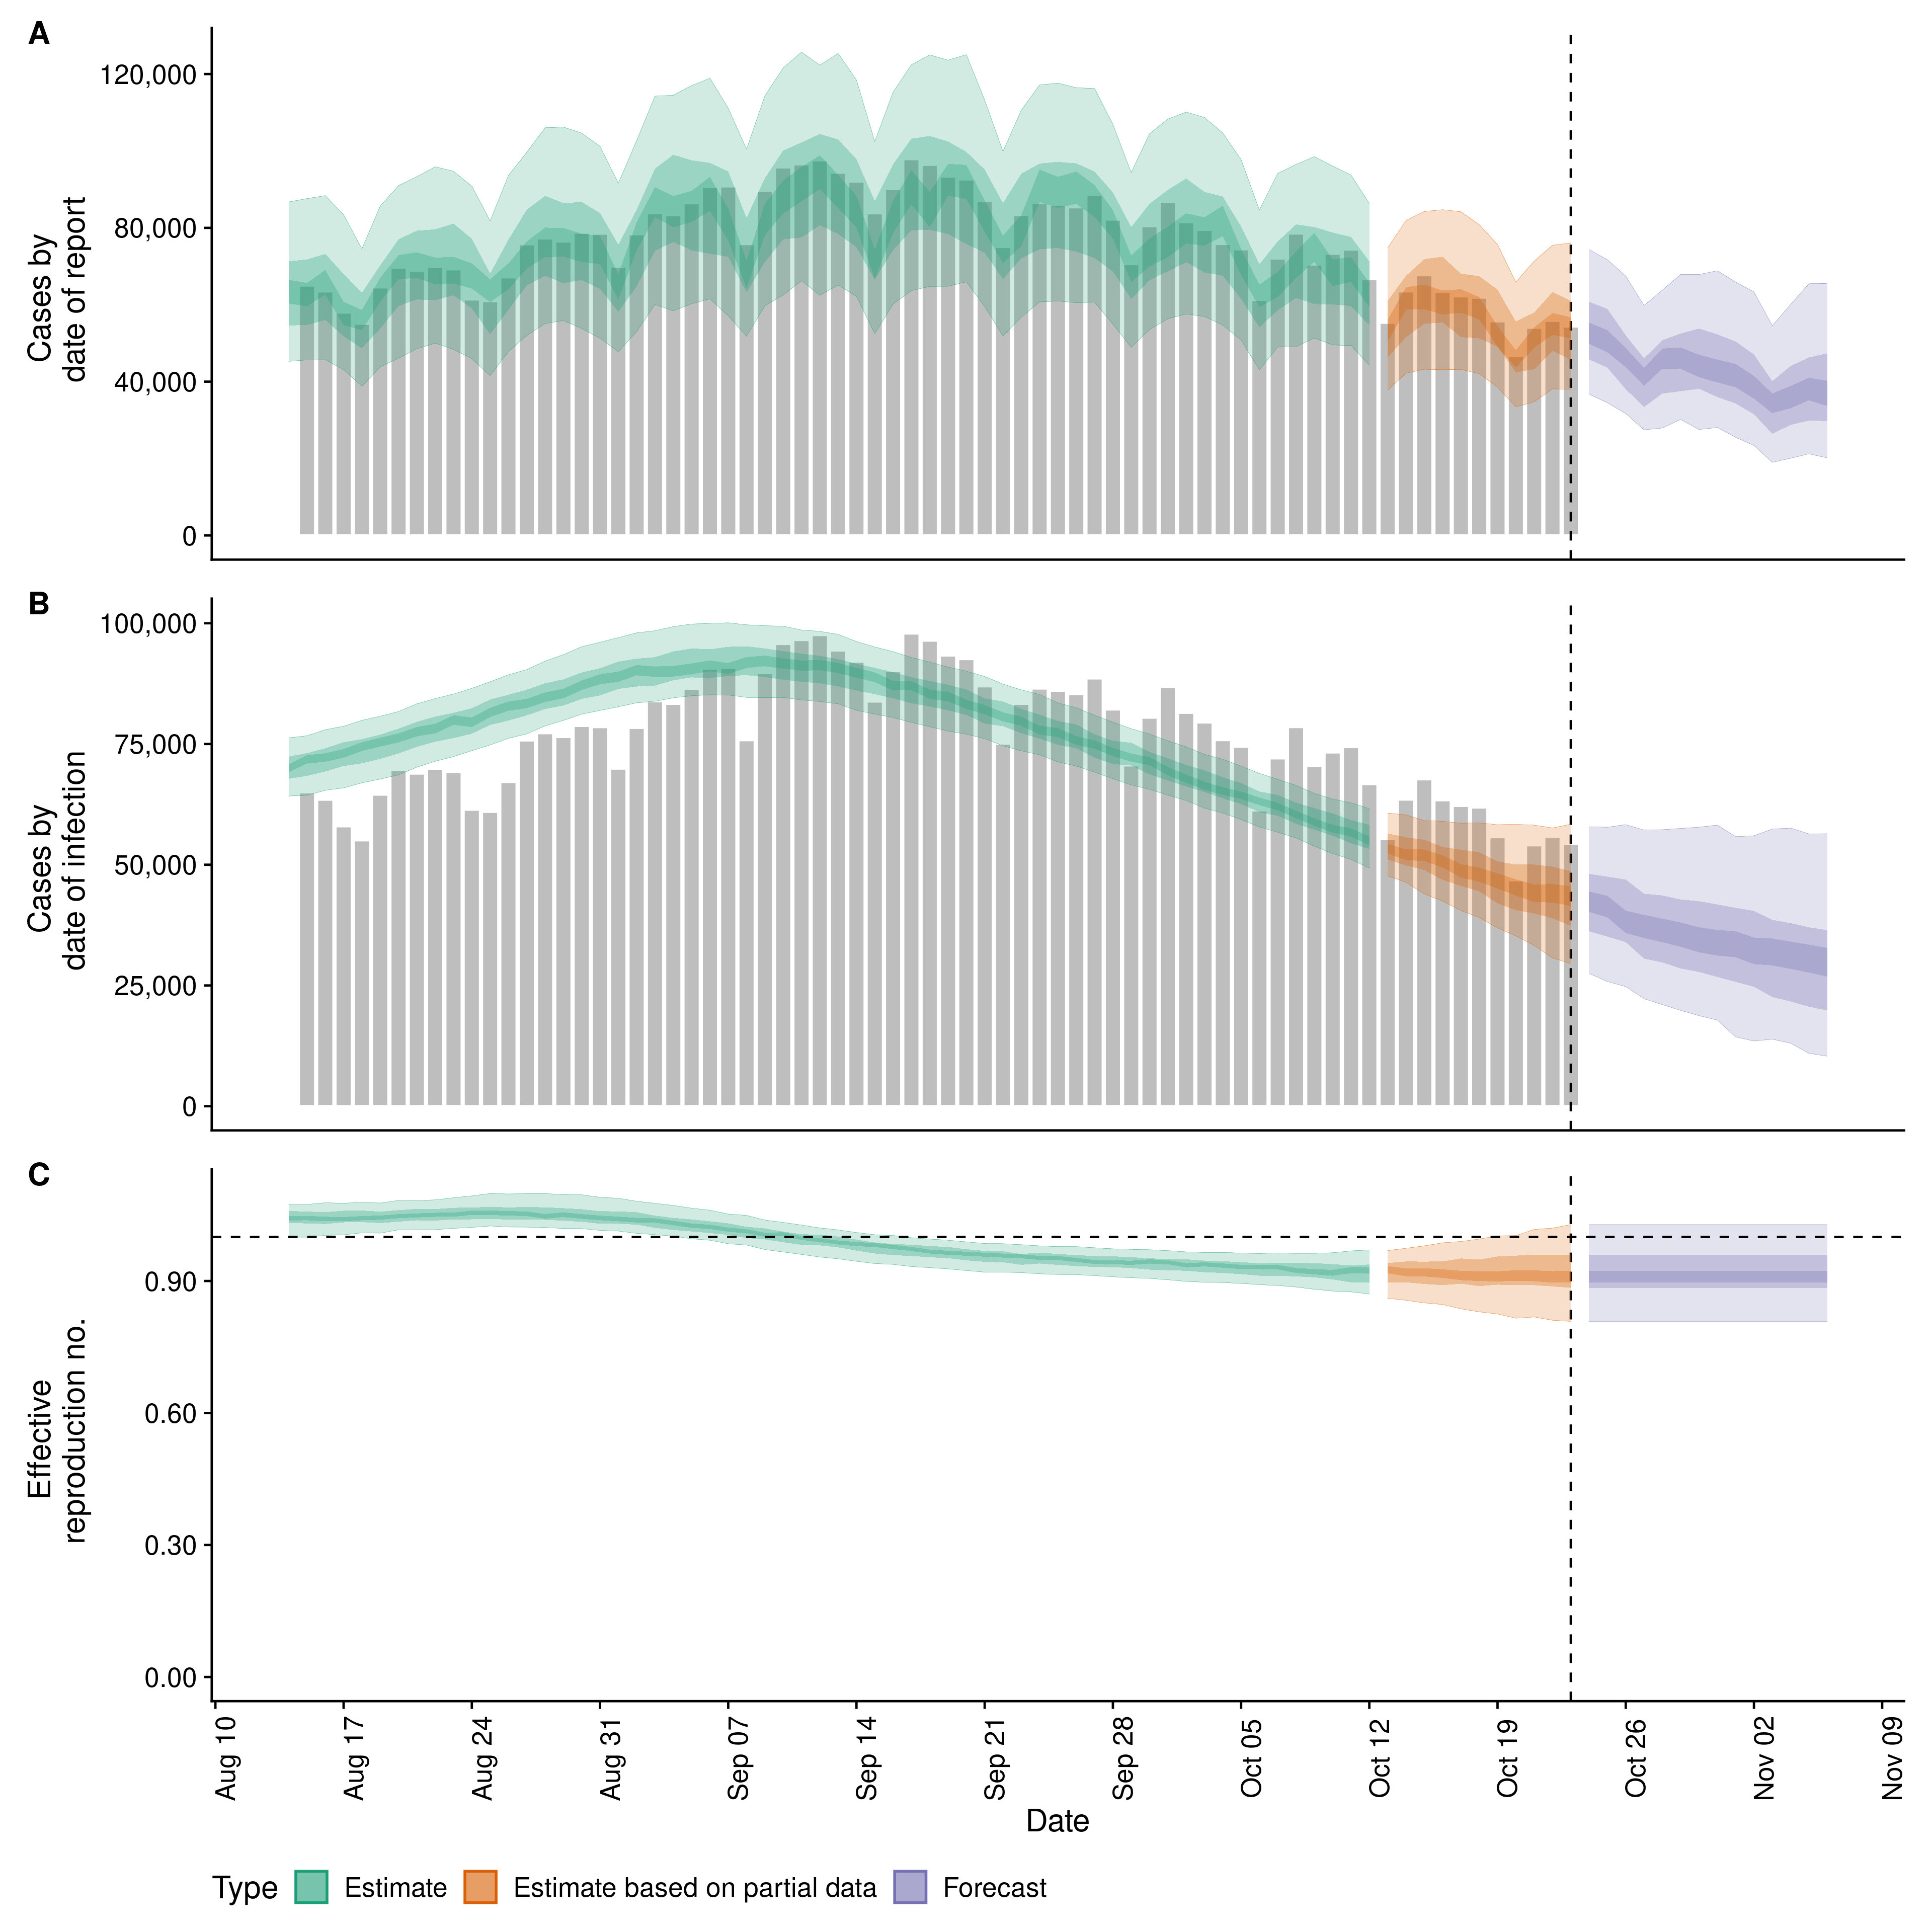 A
Cases by
date of report
120,000
80,000
40,000
0
B
Cases by
date of infection
100,000
75,000
50,000
25,000
0
C
Effective
reproduction no.
0.90
0.60
0.30
0.00
Aug 10
Aug 17
Aug 24
Aug 31
Sep 07
Sep 14
Sep 21
Sep 28
Oct 05
Oct 12
Oct 19
Oct 26
Nov 02
Nov 09
Date
Type Estimate Estimate based on partial data Forecast